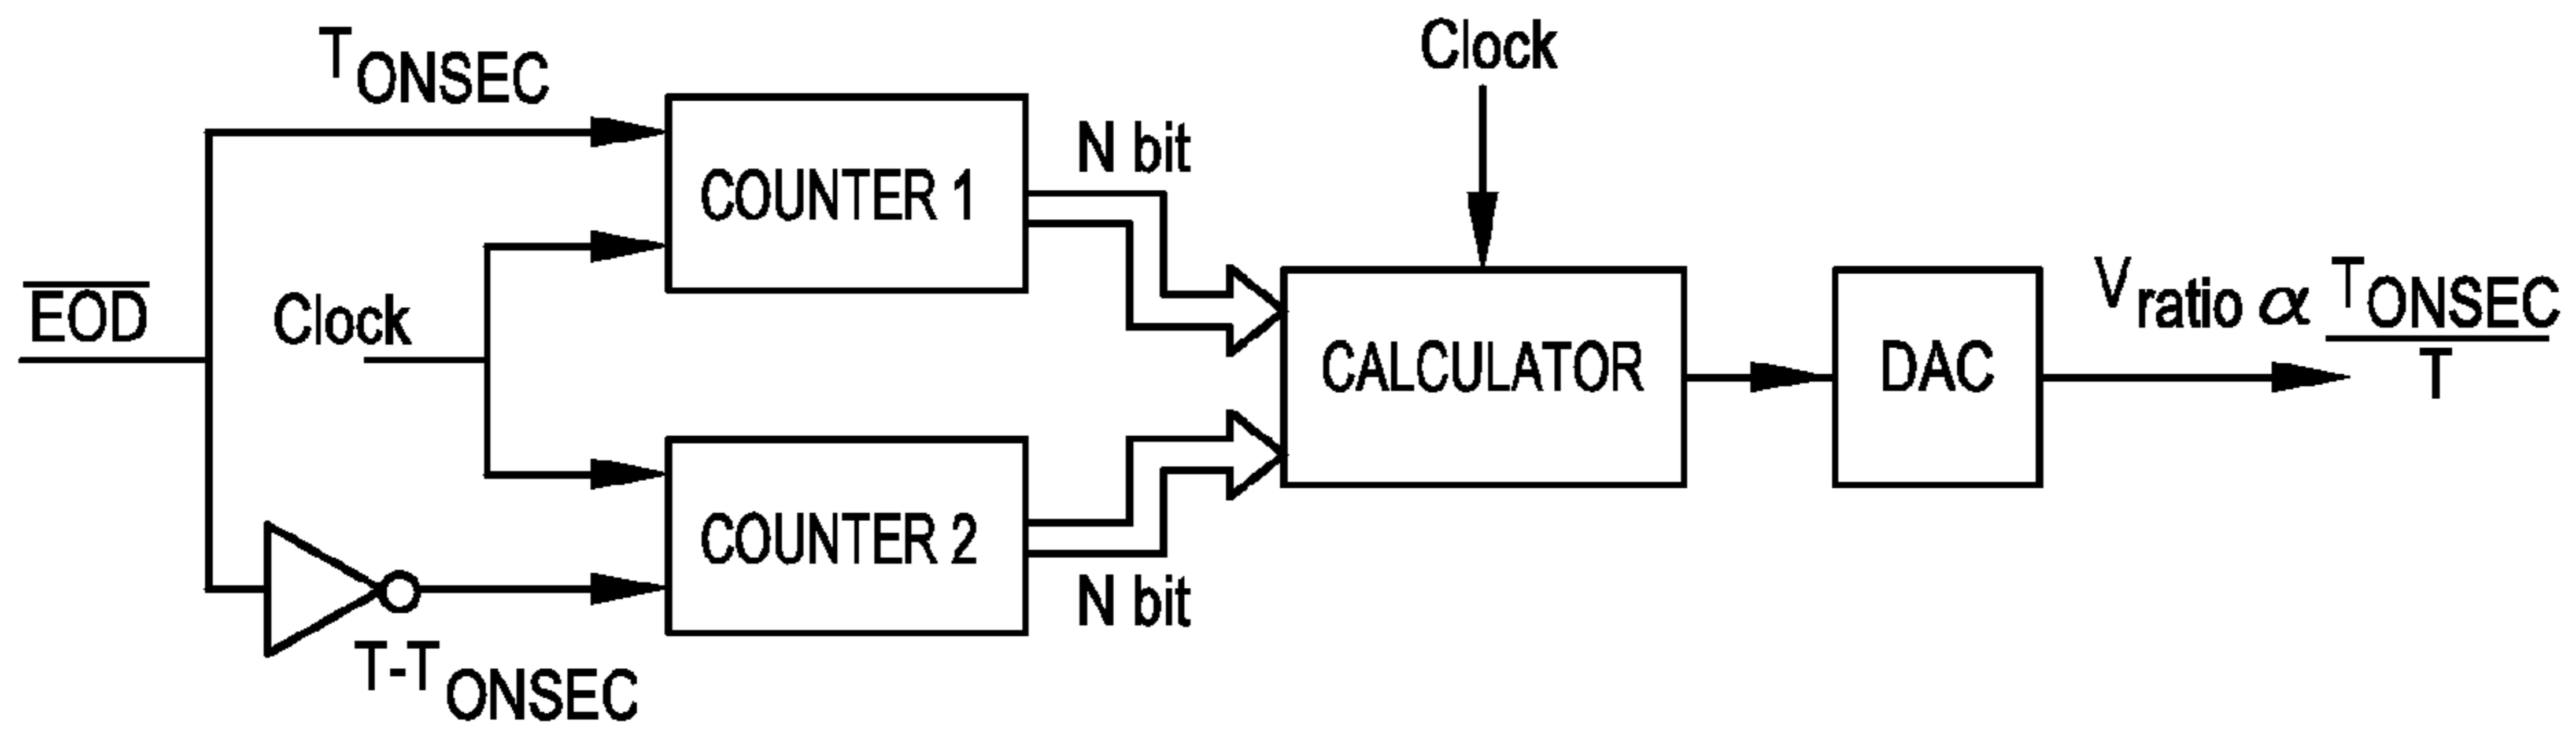 TONSEC
Clock
N bit
COUNTER 1
EOD
Clock
CALCULATOR
DAC
Vratio α TONSEC
T
COUNTER 2
N bit
T-TONSEC